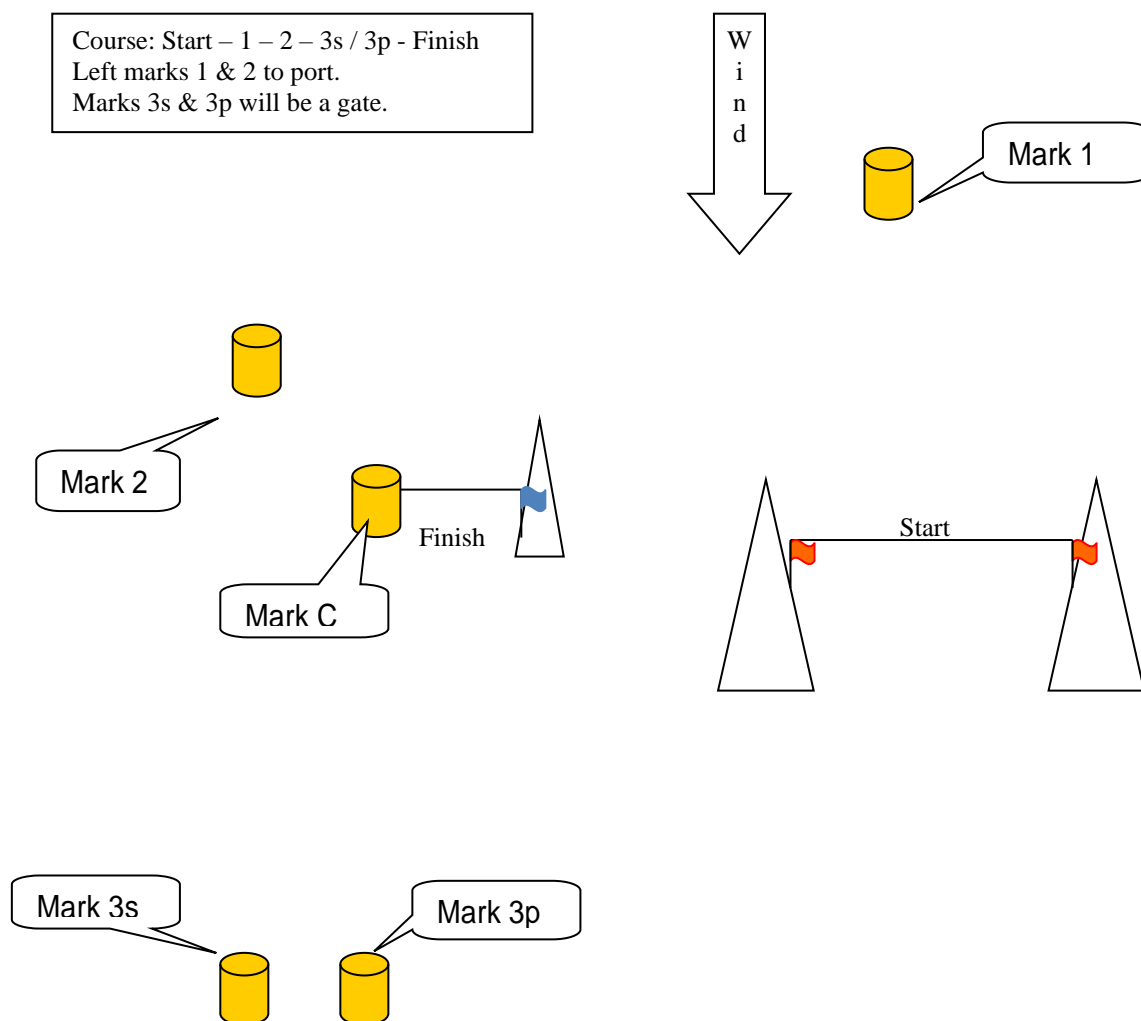 Course: Start – 1 – 2 – 3s / 3p - Finish
Left marks 1 & 2 to port.
Marks 3s & 3p will be a gate.
W
i
n
d
Mark 1
Mark 2
Finish
Start
Mark C
Mark 3s
Mark 3p